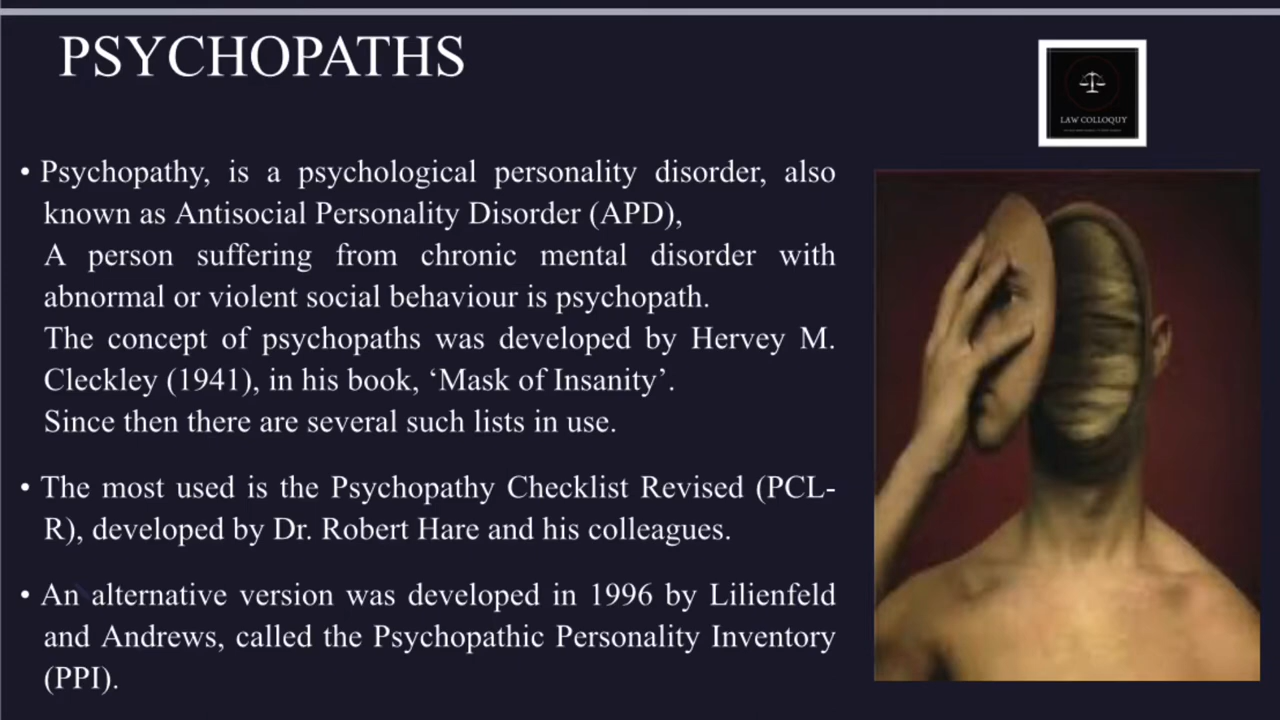 PSYCHOPATHS
LAW COLLOQUY
• Psychopathy, is a psychological personality disorder, also
known as Antisocial Personality Disorder (APD),
A person suffering from chronic mental disorder with
abnormal or violent social behaviour is psychopath.
The concept of psychopaths was developed by Hervey M.
Cleckley (1941), in his book, ‘Mask of Insanity’.
Since then there are several such lists in use.
• The most used is the Psychopathy Checklist Revised (PCL-
R), developed by Dr. Robert Hare and his colleagues.
• An alternative version was developed in 1996 by Lilienfeld
and Andrews, called the Psychopathic Personality Inventory
(PPI).